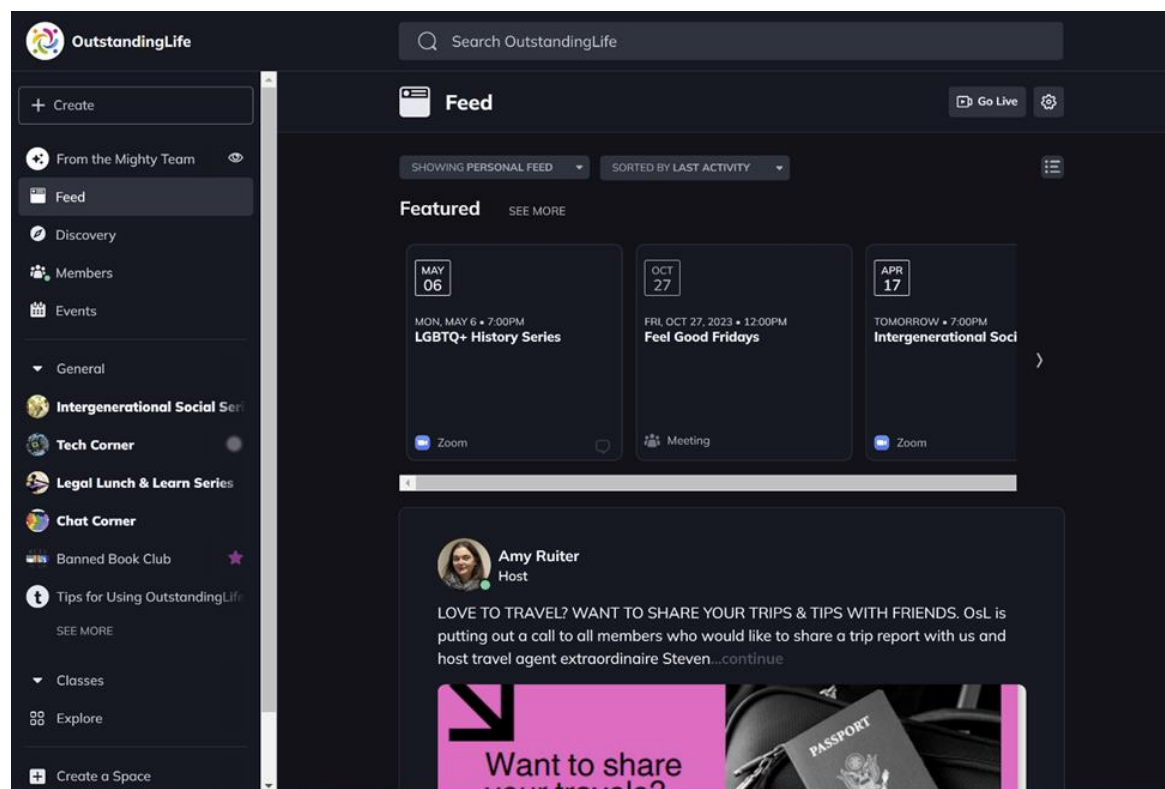 OutstandingLife
Search OutstandingLife
Create
From the Mighty Team
Feed
Discovery
Members
Events
General
Intergenerational Social Seri
Tech Corner
Legal Lunch & Learn Series
Chat Corner
Banned Book Club
Tips for Using OutstandingLife
SEE MORE
Classes
Explore
Create a Space
Feed
Go Live
SHOWING PERSONAL FEED
SORTED BY LAST ACTIVITY
Featured SEE MORE
MAY
06
MON, MAY 6 • 7:00PM
LGBTQ+ History Series
Zoom
OCT
27
FRI, OCT 27, 2023 • 12:00PM
Feel Good Fridays
Meeting
APR
17
TOMORROW • 7:00PM
Intergenerational Soci
Zoom
Amy Ruiter
Host
LOVE TO TRAVEL? WANT TO SHARE YOUR TRIPS & TIPS WITH FRIENDS. OsL is
putting out a call to all members who would like to share a trip report with us and
host travel agent extraordinaire Steven...continue
Want to share
your travels?
PASSPORT